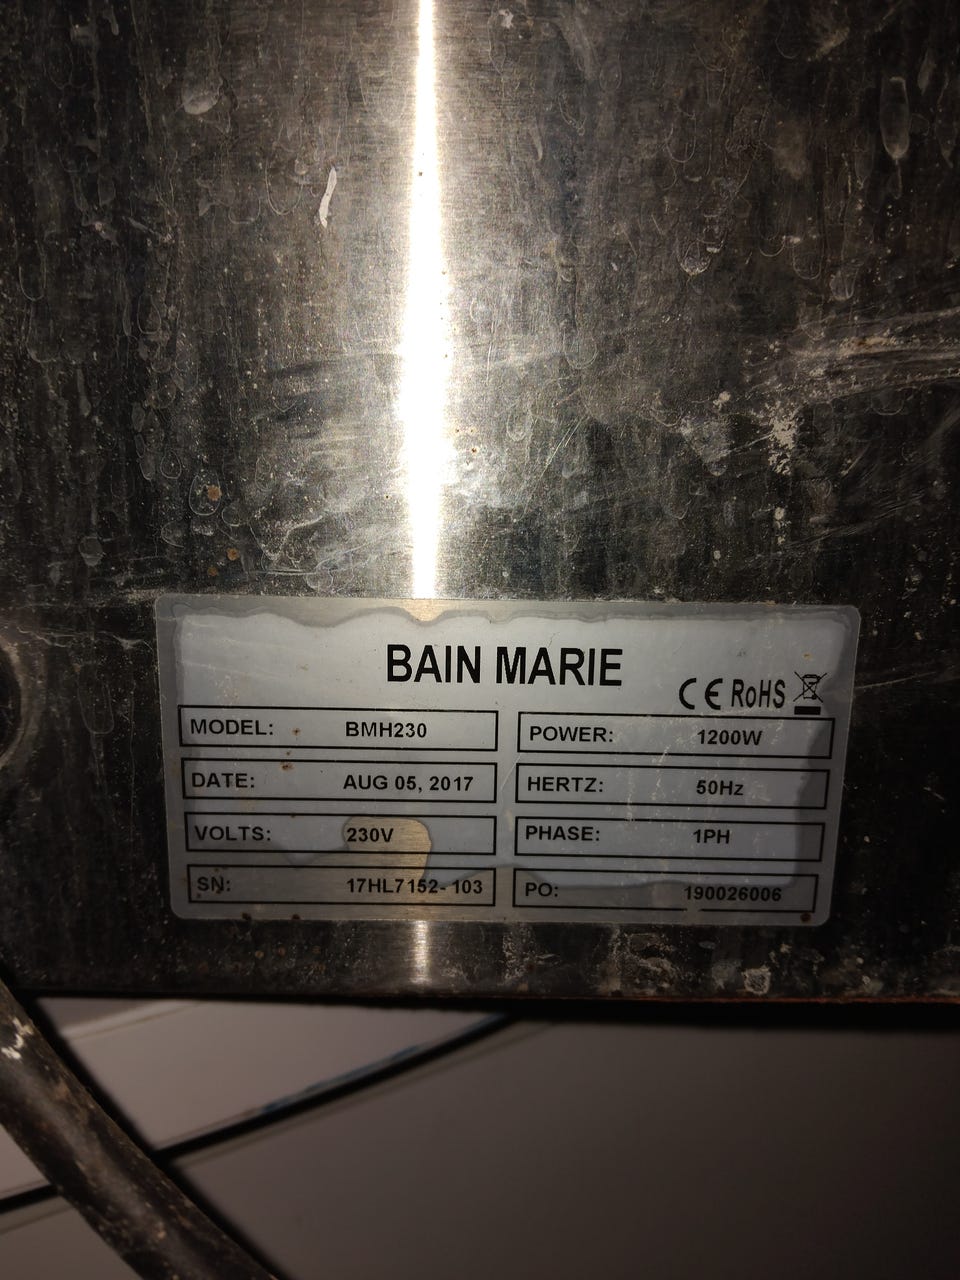 BAIN MARIE
CE RoHS
MODEL: BMH230
POWER: 1200W
DATE: AUG 05, 2017
HERTZ: 50Hz
VOLTS: 230V
PHASE: 1PH
SN: 17HL7152-103
PO: 190026006